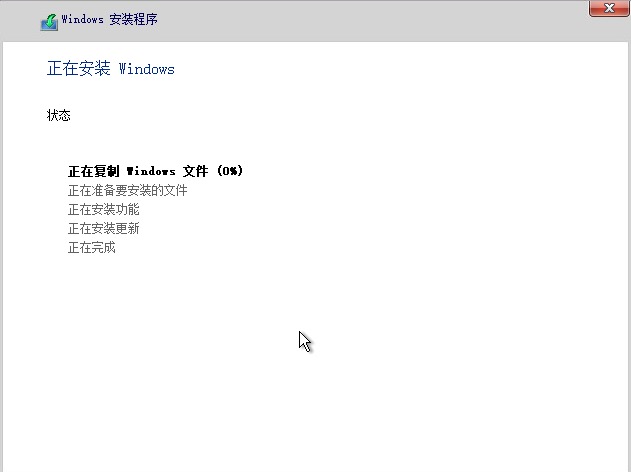 Windows 安装程序
正在安装 Windows
状态
正在复制 Windows 文件 (0%)
正在准备要安装的文件
正在安装功能
正在安装更新
正在完成